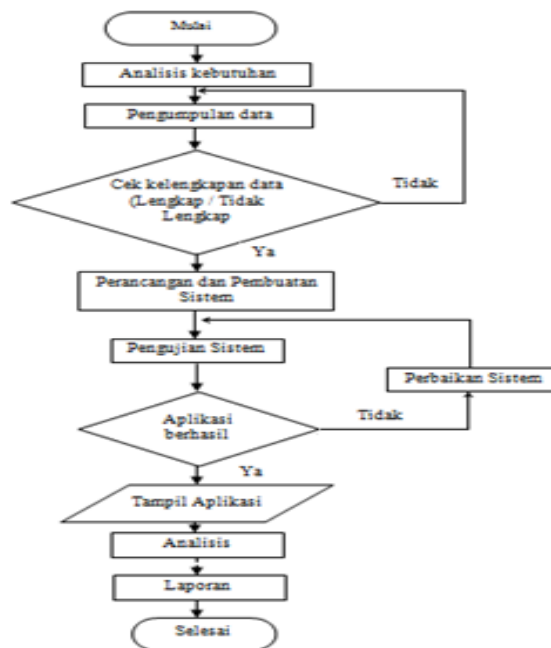 Mulai
Analisis kebutuhan
Pengumpulan data
Cek kelengkapan data
(Lengkap / Tidak
Lengkap
Tidak
Ya
Perancangan dan Pembuatan
Sistem
Pengujian Sistem
Perbaikan Sistem
Aplikasi
berhasil
Tidak
Ya
Tampil Aplikasi
Analisis
Laporan
Selesai